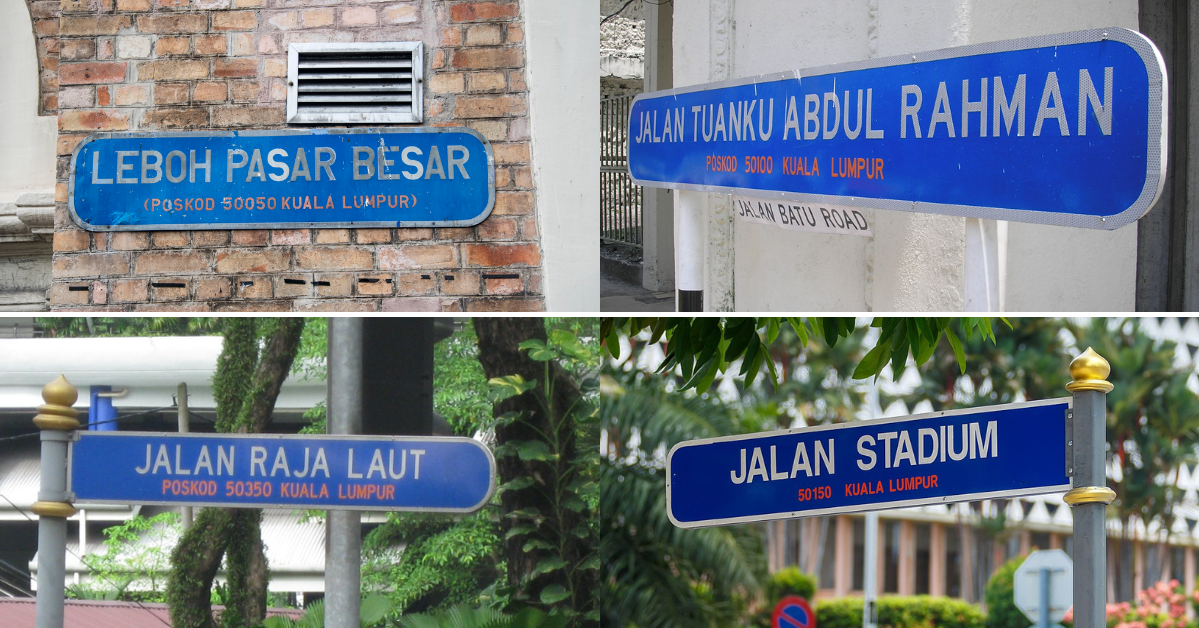 LEBOH PASAR BESAR
(POSKOD 50050 KUALA LUMPUR)
JALAN TUANKU ABDUL RAHMAN
POSKOD 50100 KUALA LUMPUR
JALAN BATU ROAD
JALAN RAJA LAUT
POSKOD 50350 KUALA LUMPUR
JALAN STADIUM
50150 KUALA LUMPUR